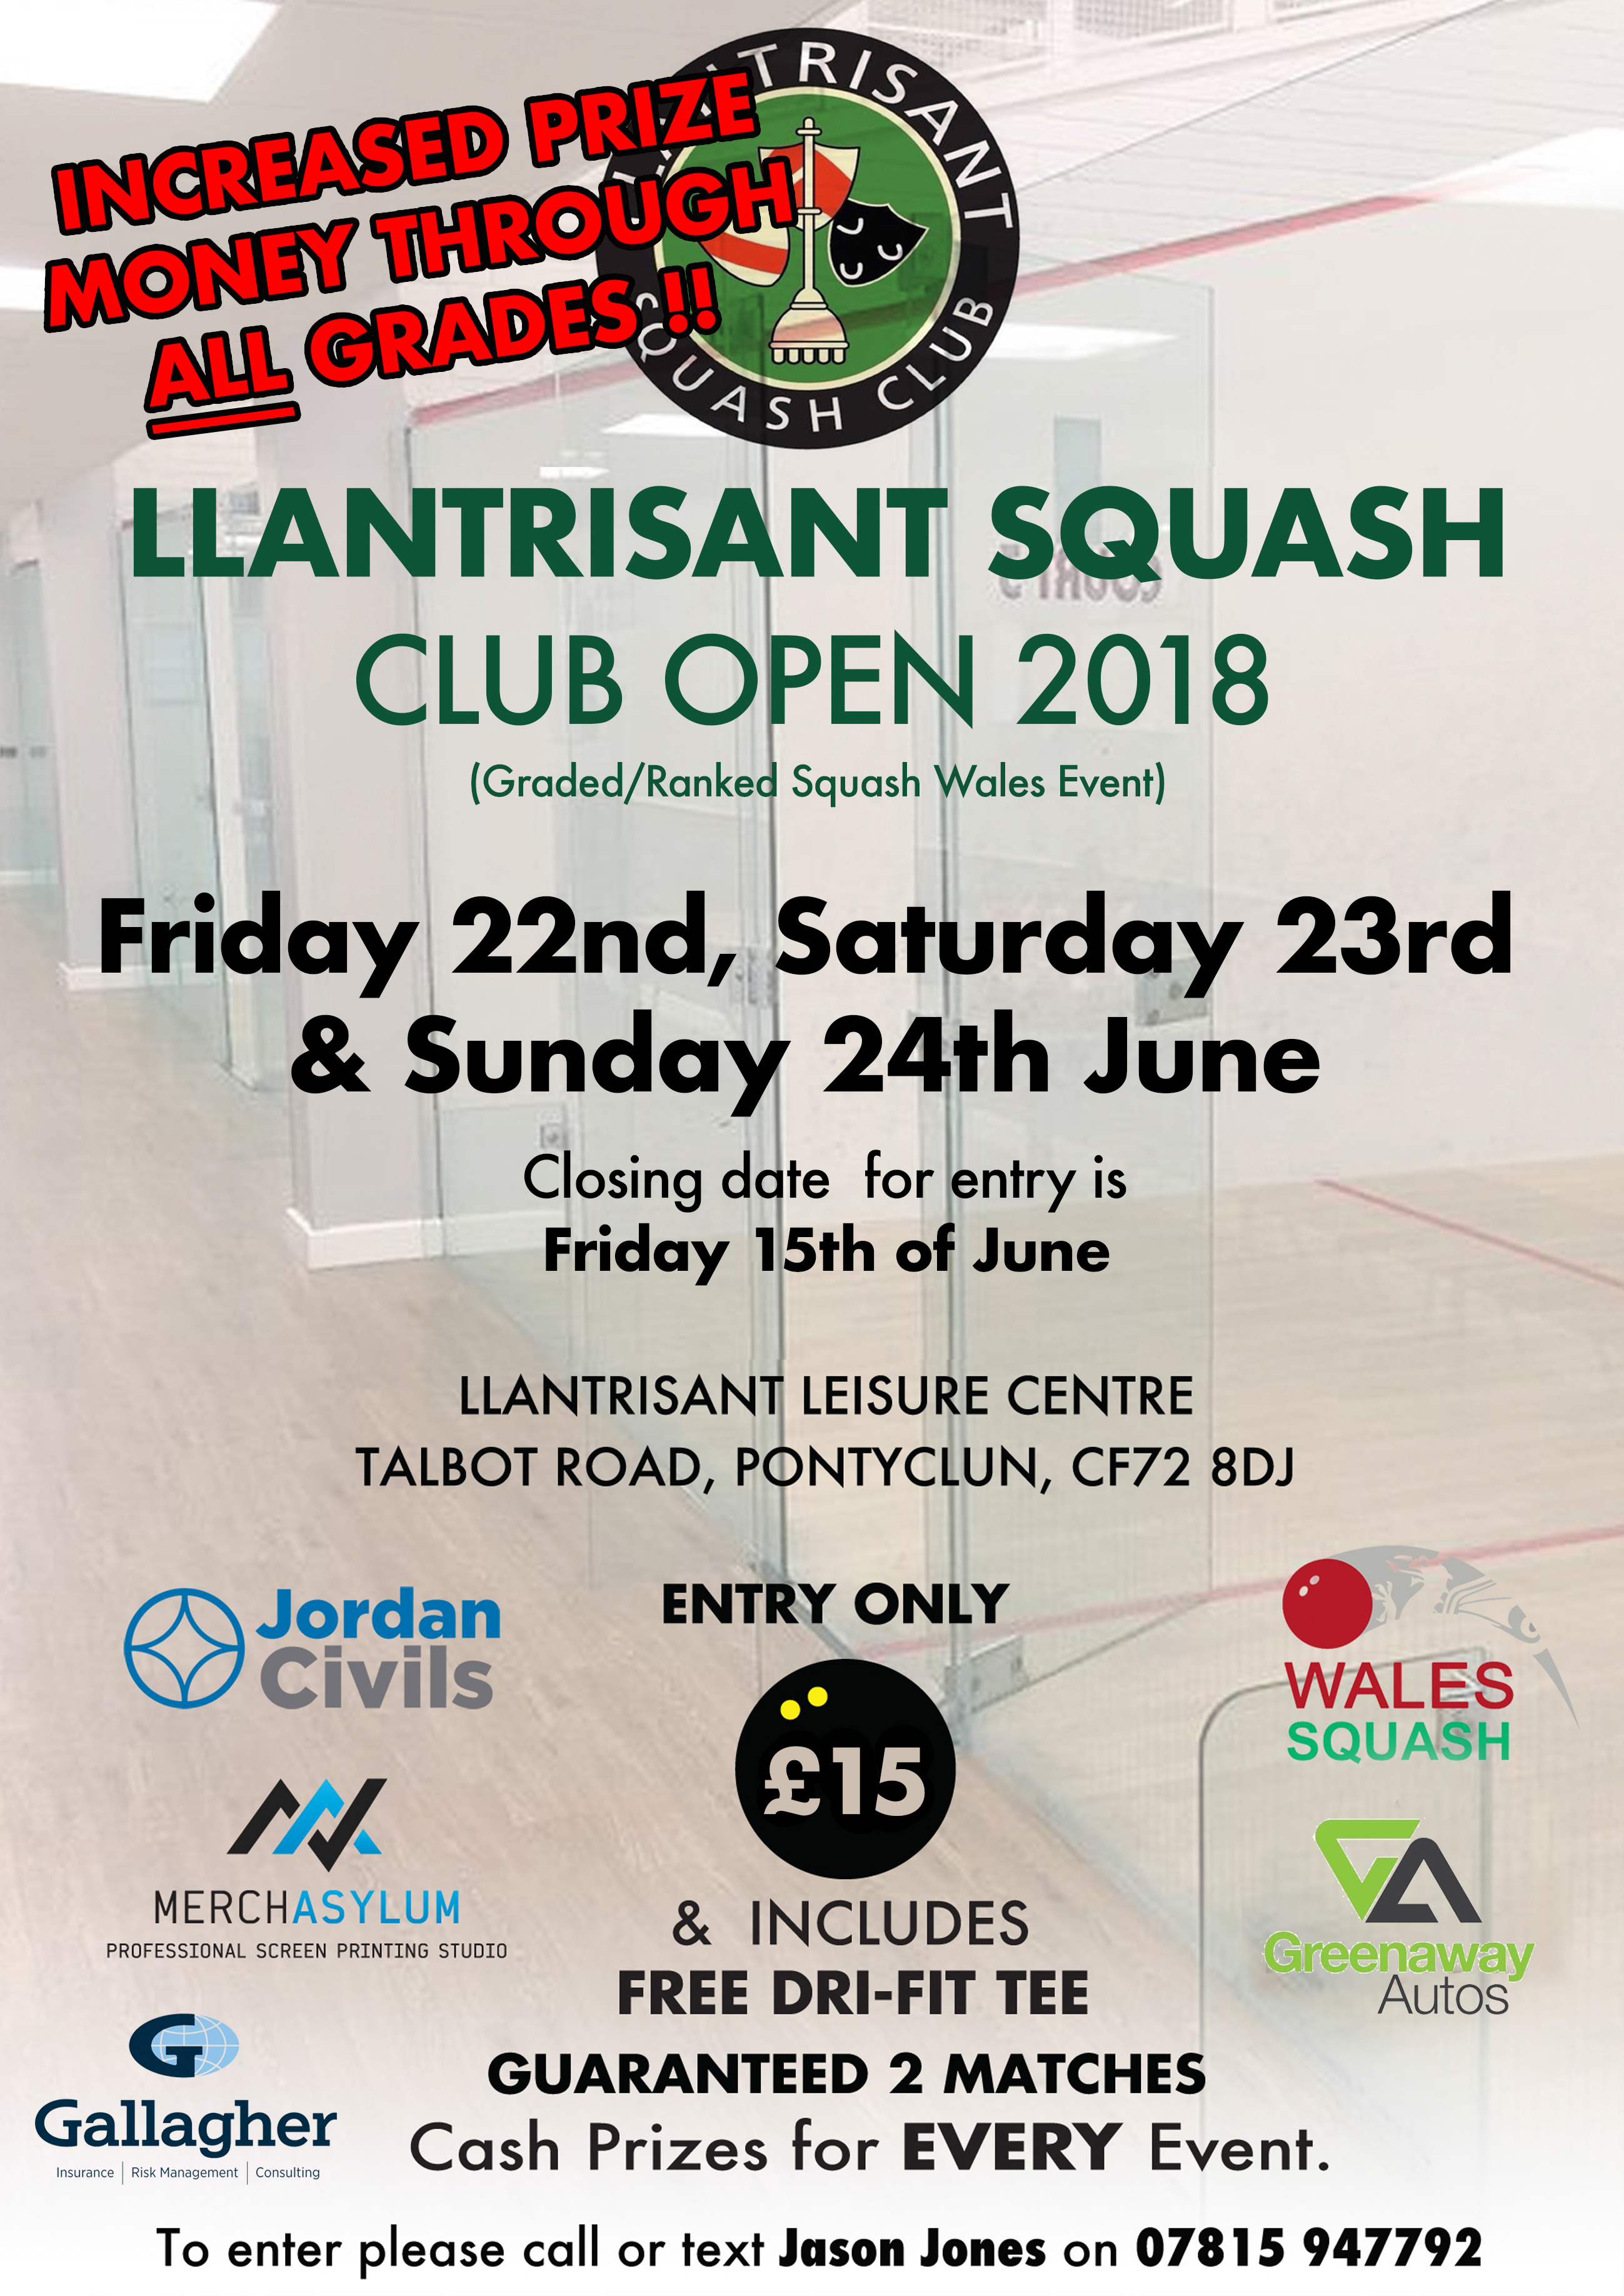 INCREASED PRIZE
MONEY THROUGH
ALL GRADES !!
LLANTRISANT
SQUASH CLUB
LLANTRISANT SQUASH
CLUB OPEN 2018
(Graded/Ranked Squash Wales Event)
Friday 22nd, Saturday 23rd
& Sunday 24th June
Closing date for entry is
Friday 15th of June
LLANTRISANT LEISURE CENTRE
TALBOT ROAD, PONTYCLUN, CF72 8DJ
Jordan
Civils
MERCHASYLUM
PROFESSIONAL SCREEN PRINTING STUDIO
Gallagher
Insurance | Risk Management | Consulting
ENTRY ONLY
£15
& INCLUDES
FREE DRI-FIT TEE
WALES
SQUASH
Greenaway
Autos
GUARANTEED 2 MATCHES
Cash Prizes for EVERY Event.
To enter please call or text Jason Jones on 07815 947792